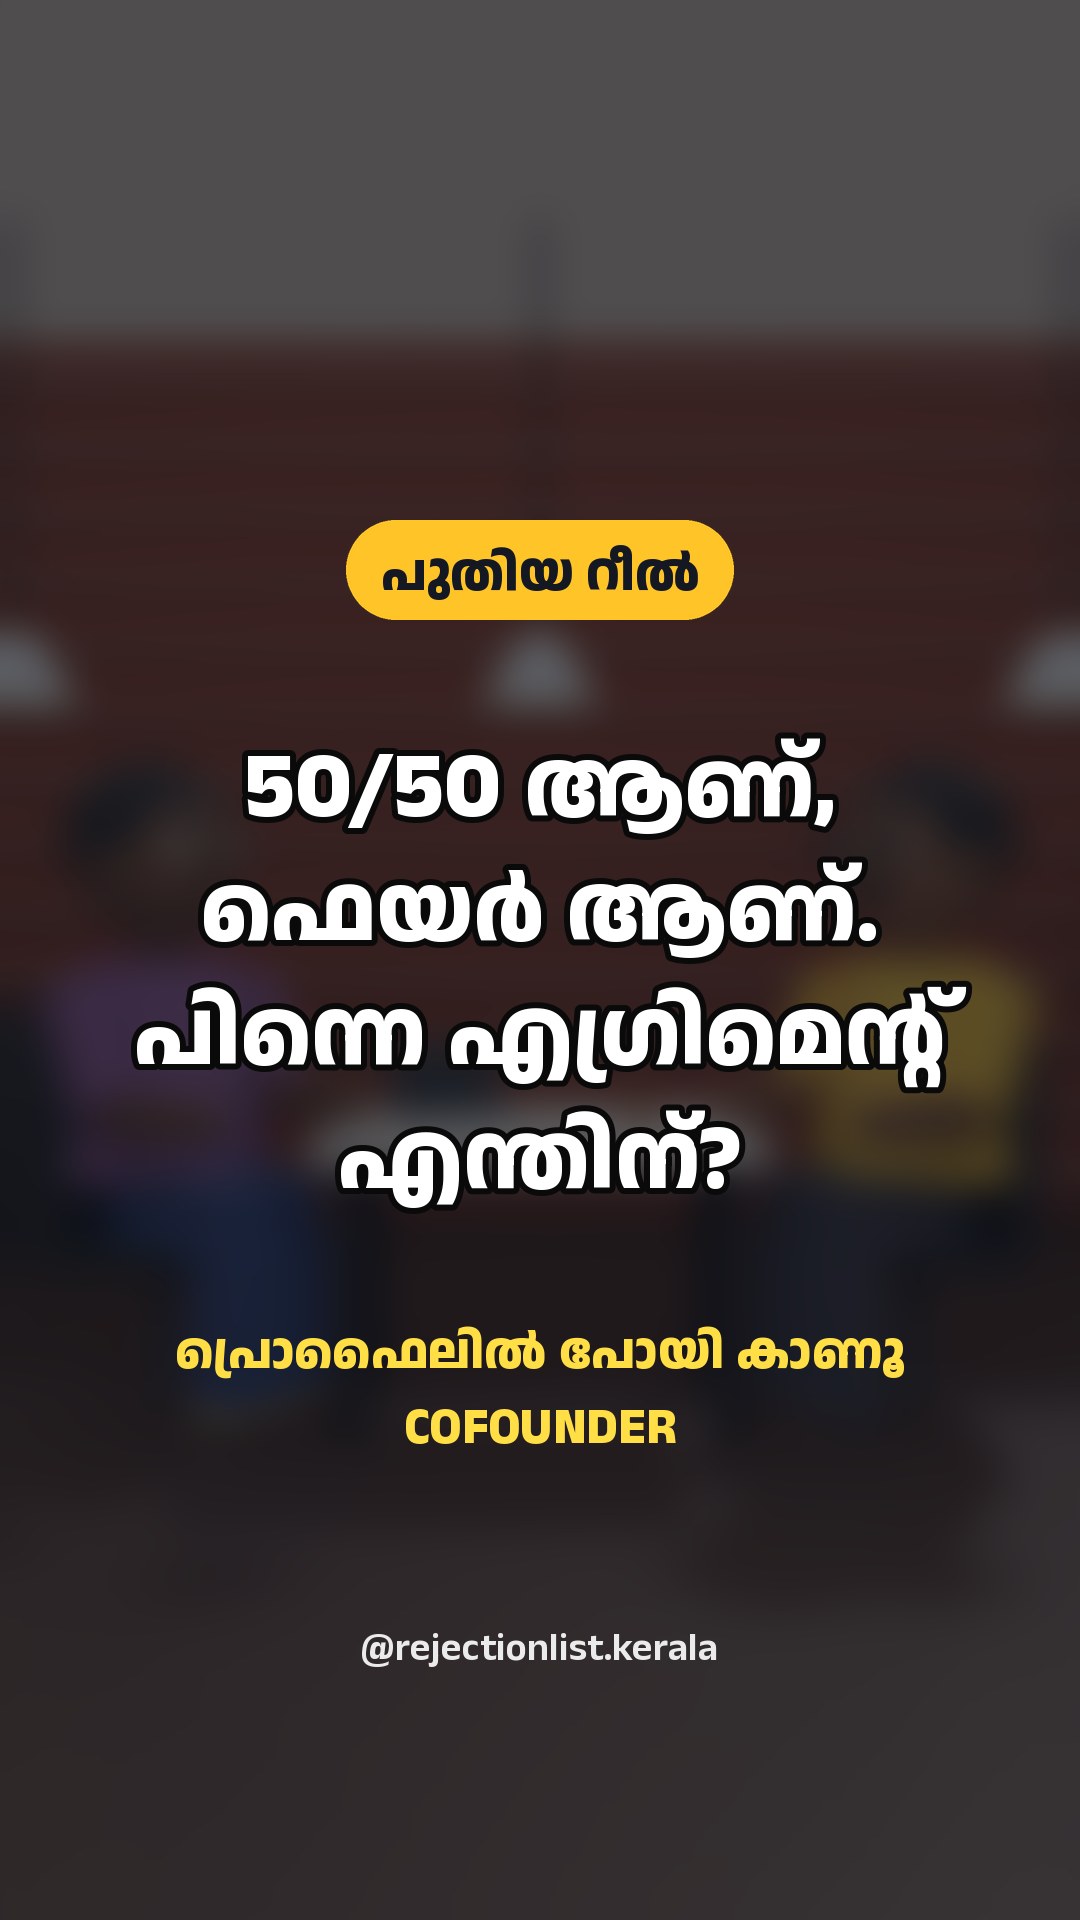 പുതിയ റീൽ
50/50 ആണ്,
ഫെയർ ആണ്.
പിന്നെ എഗ്രിമെന്റ്
എന്തിന്?
പ്രൊഫൈലിൽ പോയി കാണൂ
COFOUNDER
@rejectionlist.kerala